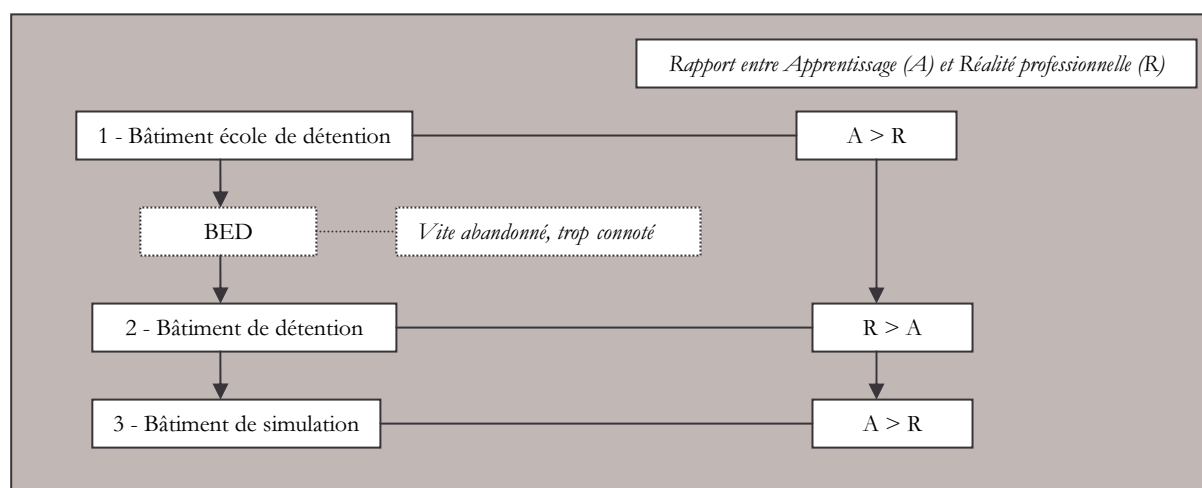 Rapport entre Apprentissage (A) et Réalité professionnelle (R)
1 - Bâtiment école de détention
A > R
BED
Vite abandonné, trop connoté
2 - Bâtiment de détention
R > A
3 - Bâtiment de simulation
A > R